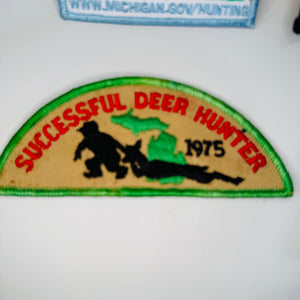 WWW.MICHIGAN.GOV/HUNTING
SUCCESSFUL DEER HUNTER
1975